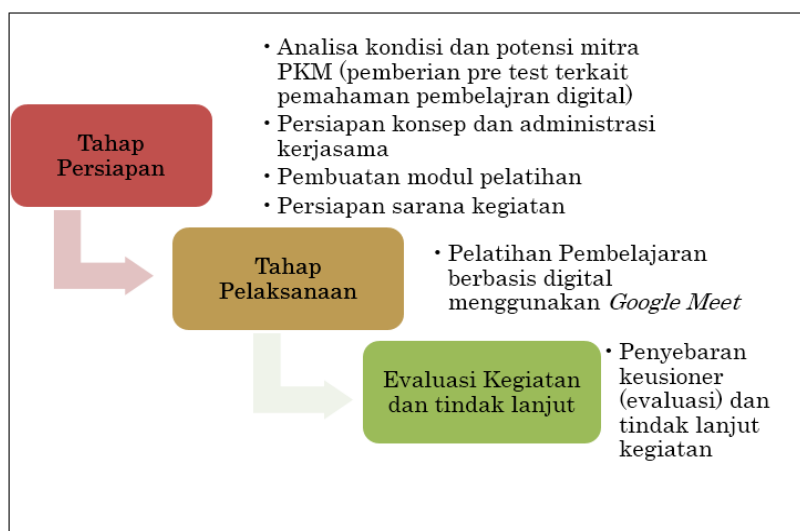 Tahap
Persiapan
• Analisa kondisi dan potensi mitra
PKM (pemberian pre test terkait
pemahaman pembelajran digital)
• Persiapan konsep dan administrasi
kerjasama
• Pembuatan modul pelatihan
• Persiapan sarana kegiatan
Tahap
Pelaksanaan
• Pelatihan Pembelajaran
berbasis digital
menggunakan Google Meet
Evaluasi Kegiatan
dan tindak lanjut
• Penyebaran
keusioner
(evaluasi) dan
tindak lanjut
kegiatan